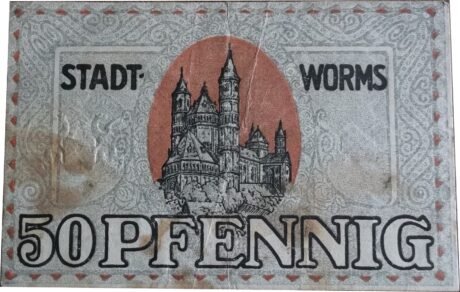 STADT- WORMS
50 PFENNIG